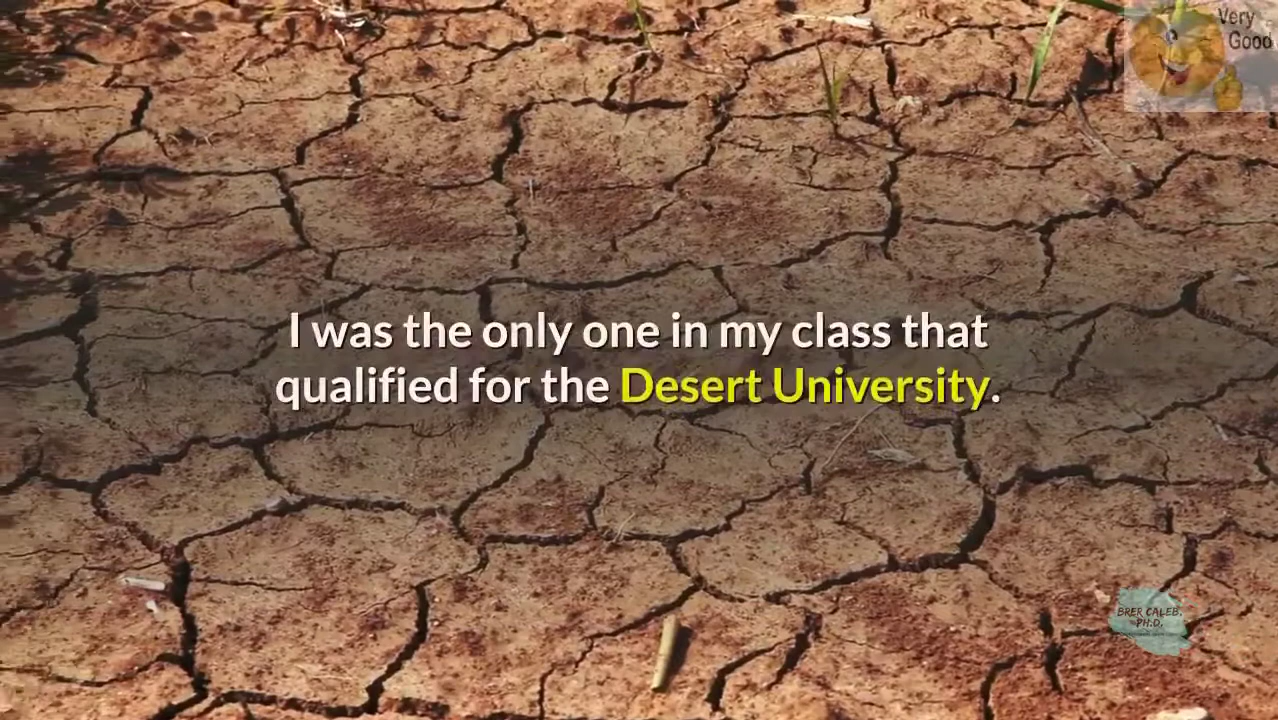 Very
Good
I was the only one in my class that
qualified for the Desert University.
BRER CALEB.
PH.D.